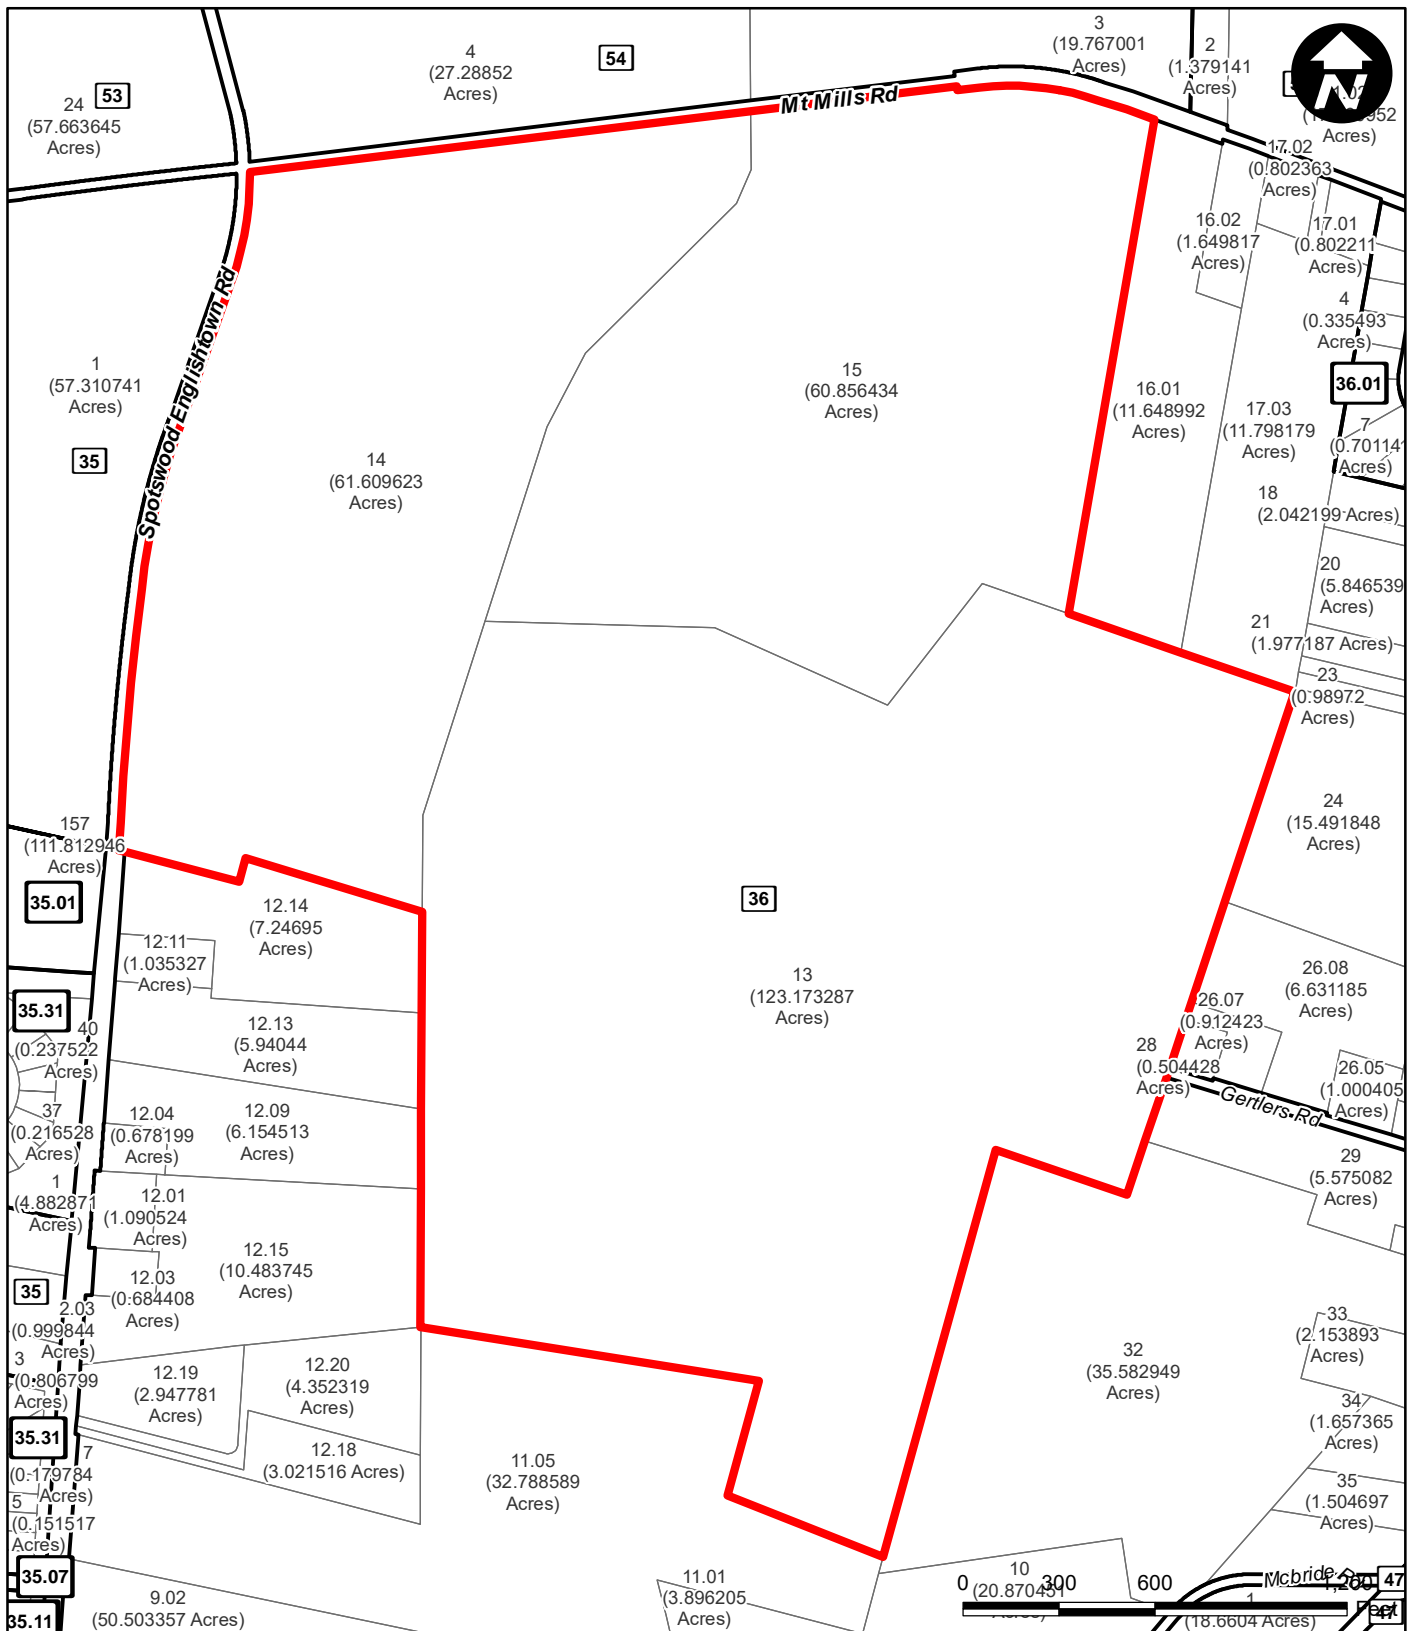 3
(19.767001
Acres)
2
(1.379141
Acres)
4
(27.28852
Acres)
54
24
53
(57.663645
Acres)
N
Mt Mills Rd
17.02
(0.802363
Acres)
16.02
(1.649817
Acres)
17.01
(0.802211
Acres)
4
(0.335493
Acres)
36.01
Spotswood Englishtown Rd
1
(57.310741
Acres)
35
15
(60.856434
Acres)
16.01
(11.648992
Acres)
17.03
(11.798179
Acres)
7
Acres)
14
(61.609623
Acres)
18
(2.042199 Acres)
20
(5.846539
Acres)
21
(1.977187 Acres)
23
(0.98972
Acres)
24
(15.491848
Acres)
157
(111.812946
Acres)
35.01
36
12.14
(7.24695
Acres)
12.11
(1.035327
Acres)
13
(123.173287
Acres)
26.08
(6.631185
Acres)
26.07
(0.912423
Acres)
35.31
40
(0.237522
Acres)
12.13
(5.94044
Acres)
28
(0.504428
Acres)
26.05
(1.000405
Acres)
Gertlers Rd
37
(0.216528
Acres)
12.04
(0.678199
Acres)
12.09
(6.154513
Acres)
29
(5.575082
Acres)
1
(4.882871
Acres)
12.01
(1.090524
Acres)
12.15
(10.483745
Acres)
12.03
(0.684408
Acres)
35
2.03
(0.999844
Acres)
33
(2.153893
Acres)
32
(35.582949
Acres)
3
(0.806799
Acres)
12.19
(2.947781
Acres)
12.20
(4.352319
Acres)
34
(1.657365
Acres)
35.31
7
(0.179784
Acres)
12.18
(3.021516 Acres)
11.05
(32.788589
Acres)
35
(1.504697
Acres)
5
(0.151517
Acres)
35.07
35.11
9.02
(50.503357 Acres)
11.01
(3.896205
Acres)
10
(20.870451
Mcbride
47
0 300 600 1,200
Feet
1
(18.6604 Acres)
47